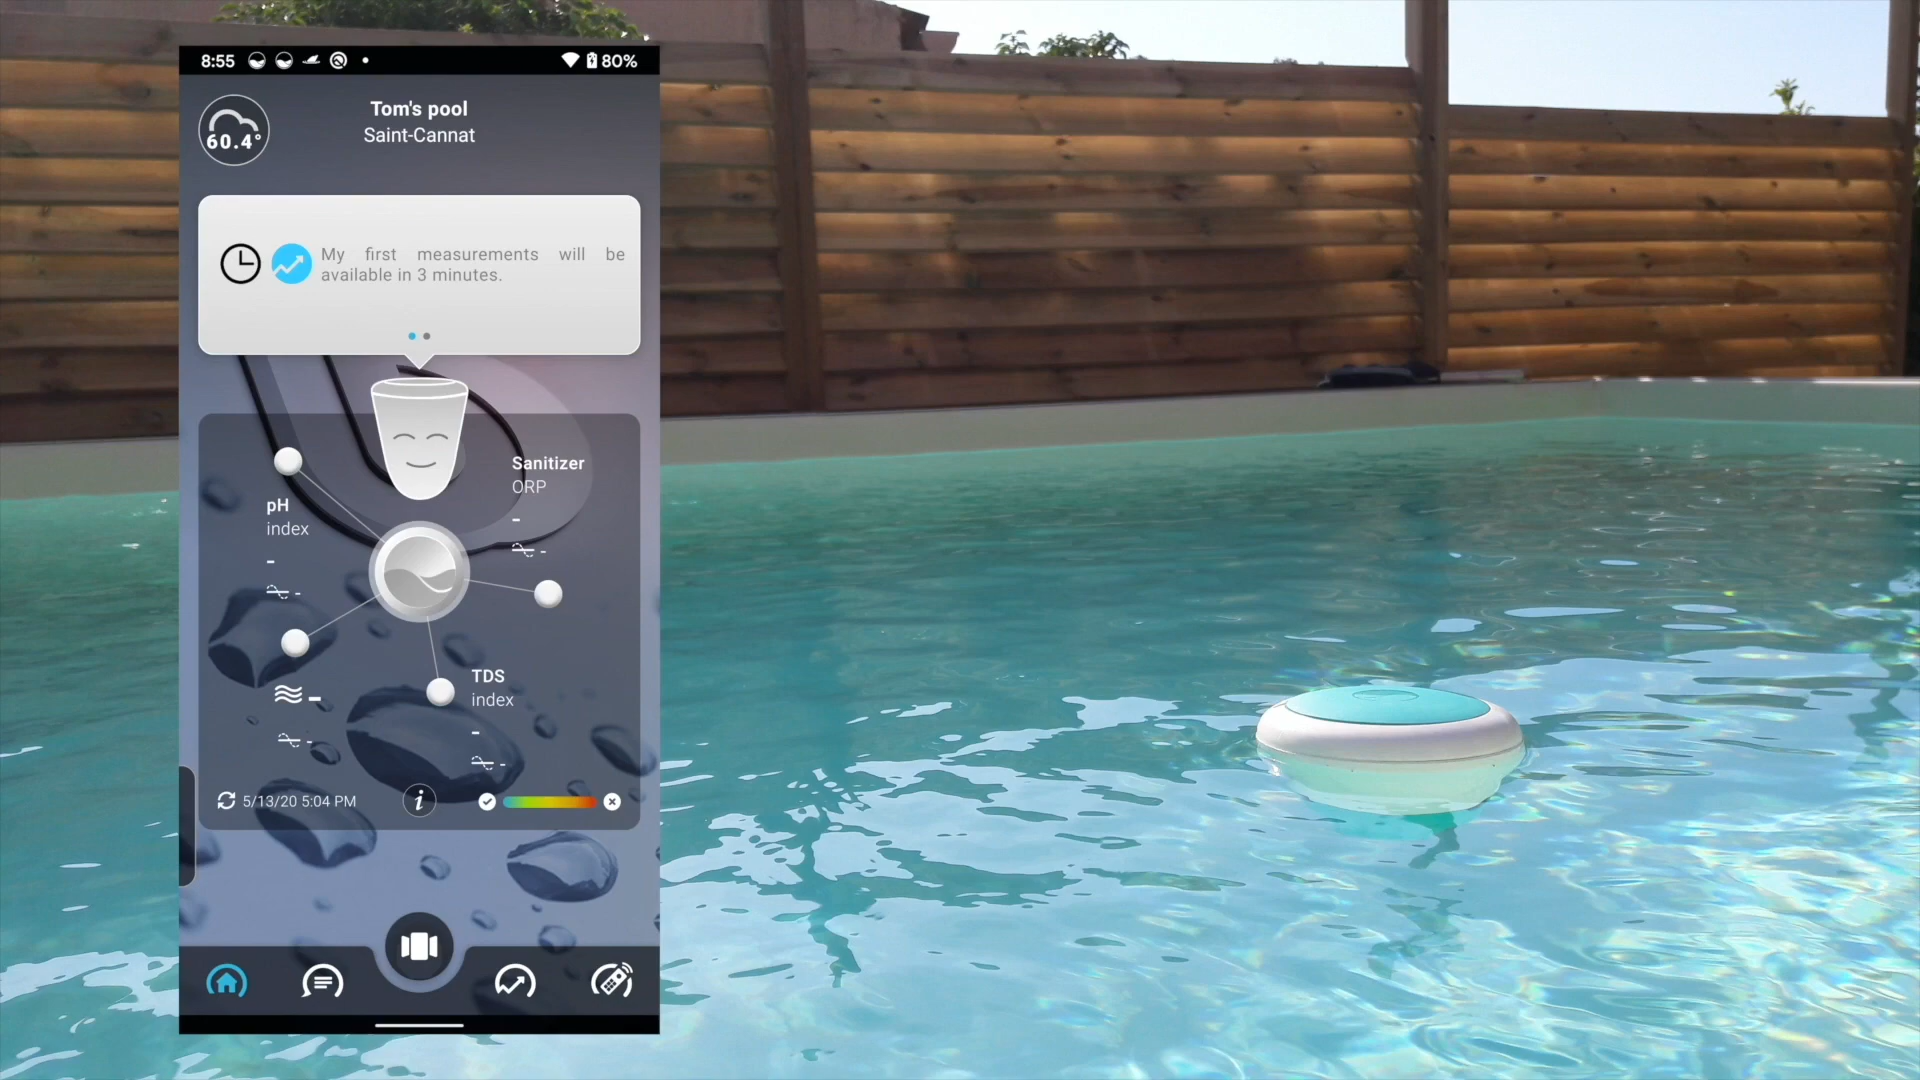 8:55
80%
Tom's pool
Saint-Cannat
60.4°
My first measurements will be
available in 3 minutes.
Sanitizer
ORP
-
-
pH
index
-
-
TDS
index
-
-
-
-
5/13/20 5:04 PM
i